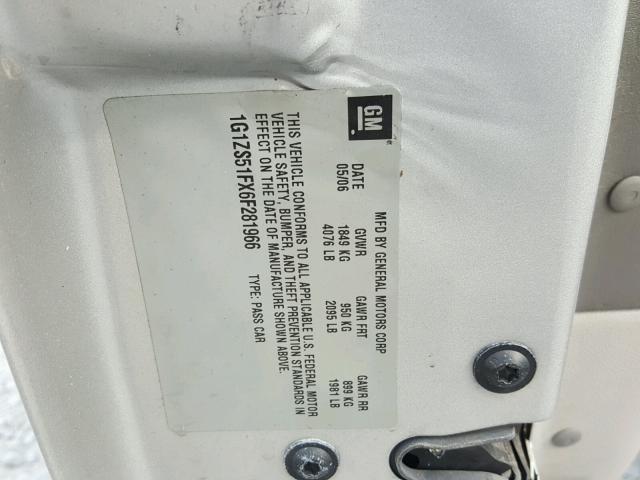 GM
MFD BY GENERAL MOTORS CORP
DATE GVWR GAWR FRT GAWR RR
05/06 1849 KG 950 KG 899 KG
4076 LB 2095 LB 1981 LB
THIS VEHICLE CONFORMS TO ALL APPLICABLE U.S. FEDERAL MOTOR
VEHICLE SAFETY, BUMPER, AND THEFT PREVENTION STANDARDS IN
EFFECT ON THE DATE OF MANUFACTURE SHOWN ABOVE.
1G1ZS51FX6F281966 TYPE: PASS CAR